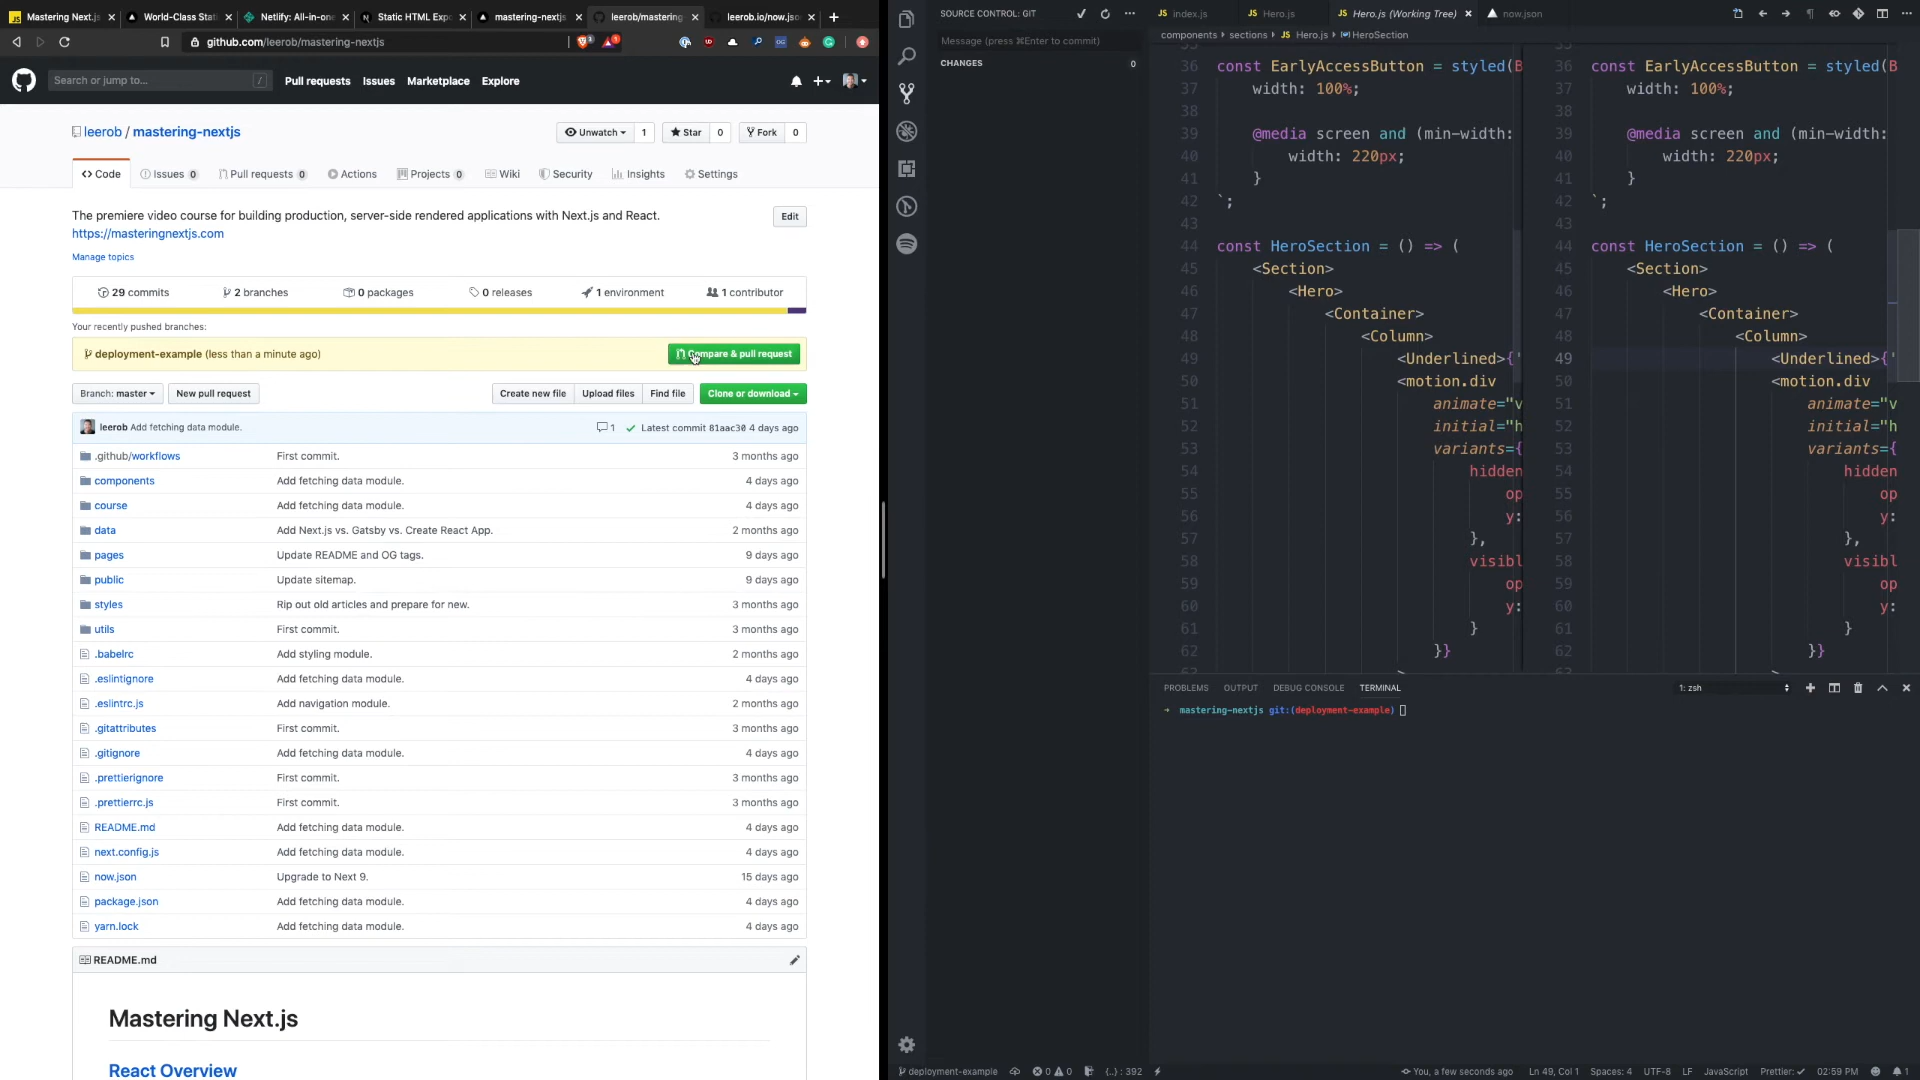 Mastering Next.js
World-Class Stati
Netlify: All-in-one
Static HTML Expo
mastering-nextjs
leerob/mastering
leerob.io/now.jso
github.com/leerob/mastering-nextjs
Search or jump to...
/
Pull requests
Issues
Marketplace
Explore
leerob / mastering-nextjs
Unwatch 1
Star 0
Fork 0
Code
Issues 0
Pull requests 0
Actions
Projects 0
Wiki
Security
Insights
Settings
The premiere video course for building production, server-side rendered applications with Next.js and React.
Edit
https://masteringnextjs.com
Manage topics
29 commits
2 branches
0 packages
0 releases
1 environment
1 contributor
Your recently pushed branches:
deployment-example (less than a minute ago)
Compare & pull request
Branch: master
New pull request
Create new file
Upload files
Find file
Clone or download
leerob Add fetching data module.
1
Latest commit 81aac30 4 days ago
.github/workflows First commit. 3 months ago
components Add fetching data module. 4 days ago
course Add fetching data module. 4 days ago
data Add Next.js vs. Gatsby vs. Create React App. 2 months ago
pages Update README and OG tags. 9 days ago
public Update sitemap. 9 days ago
styles Rip out old articles and prepare for new. 3 months ago
utils First commit. 3 months ago
.babelrc Add styling module. 2 months ago
.eslintignore Add fetching data module. 4 days ago
.eslintrc.js Add navigation module. 2 months ago
.gitattributes First commit. 3 months ago
.gitignore Add fetching data module. 4 days ago
.prettierignore First commit. 3 months ago
.prettierrc.js First commit. 3 months ago
README.md Add fetching data module. 4 days ago
next.config.js Add fetching data module. 4 days ago
now.json Upgrade to Next 9. 15 days ago
package.json Add fetching data module. 4 days ago
yarn.lock Add fetching data module. 4 days ago
README.md
Mastering Next.js
React Overview
SOURCE CONTROL: GIT
Message (press ⌘Enter to commit)
CHANGES 0
JS index.js
JS Hero.js
JS Hero.js (Working Tree)
now.json
components > sections > JS Hero.js > HeroSection
36 const EarlyAccessButton = styled(B
37 width: 100%;
38
39 @media screen and (min-width:
40 width: 220px;
41 }
42 `;
43
44 const HeroSection = () => (
45 <Section>
46 <Hero>
47 <Container>
48 <Column>
49 <Underlined>{'
50 <motion.div
51 animate="v
52 initial="h
53 variants={
54 hidden
55 op
56 y:
57 },
58 visibl
59 op
60 y:
61 }
62 }}
36 const EarlyAccessButton = styled(B
37 width: 100%;
38
39 @media screen and (min-width:
40 width: 220px;
41 }
42 `;
43
44 const HeroSection = () => (
45 <Section>
46 <Hero>
47 <Container>
48 <Column>
49 <Underlined>{'
50 <motion.div
51 animate="v
52 initial="h
53 variants={
54 hidden
55 op
56 y:
57 },
58 visibl
59 op
60 y:
61 }
62 }}
PROBLEMS
OUTPUT
DEBUG CONSOLE
TERMINAL
1: zsh
→ mastering-nextjs git:(deployment-example)
deployment-example
0 0
{..} : 392
You, a few seconds ago
Ln 49, Col 1
Spaces: 4
UTF-8
LF
JavaScript
Prettier: ✓
02:59 PM
1